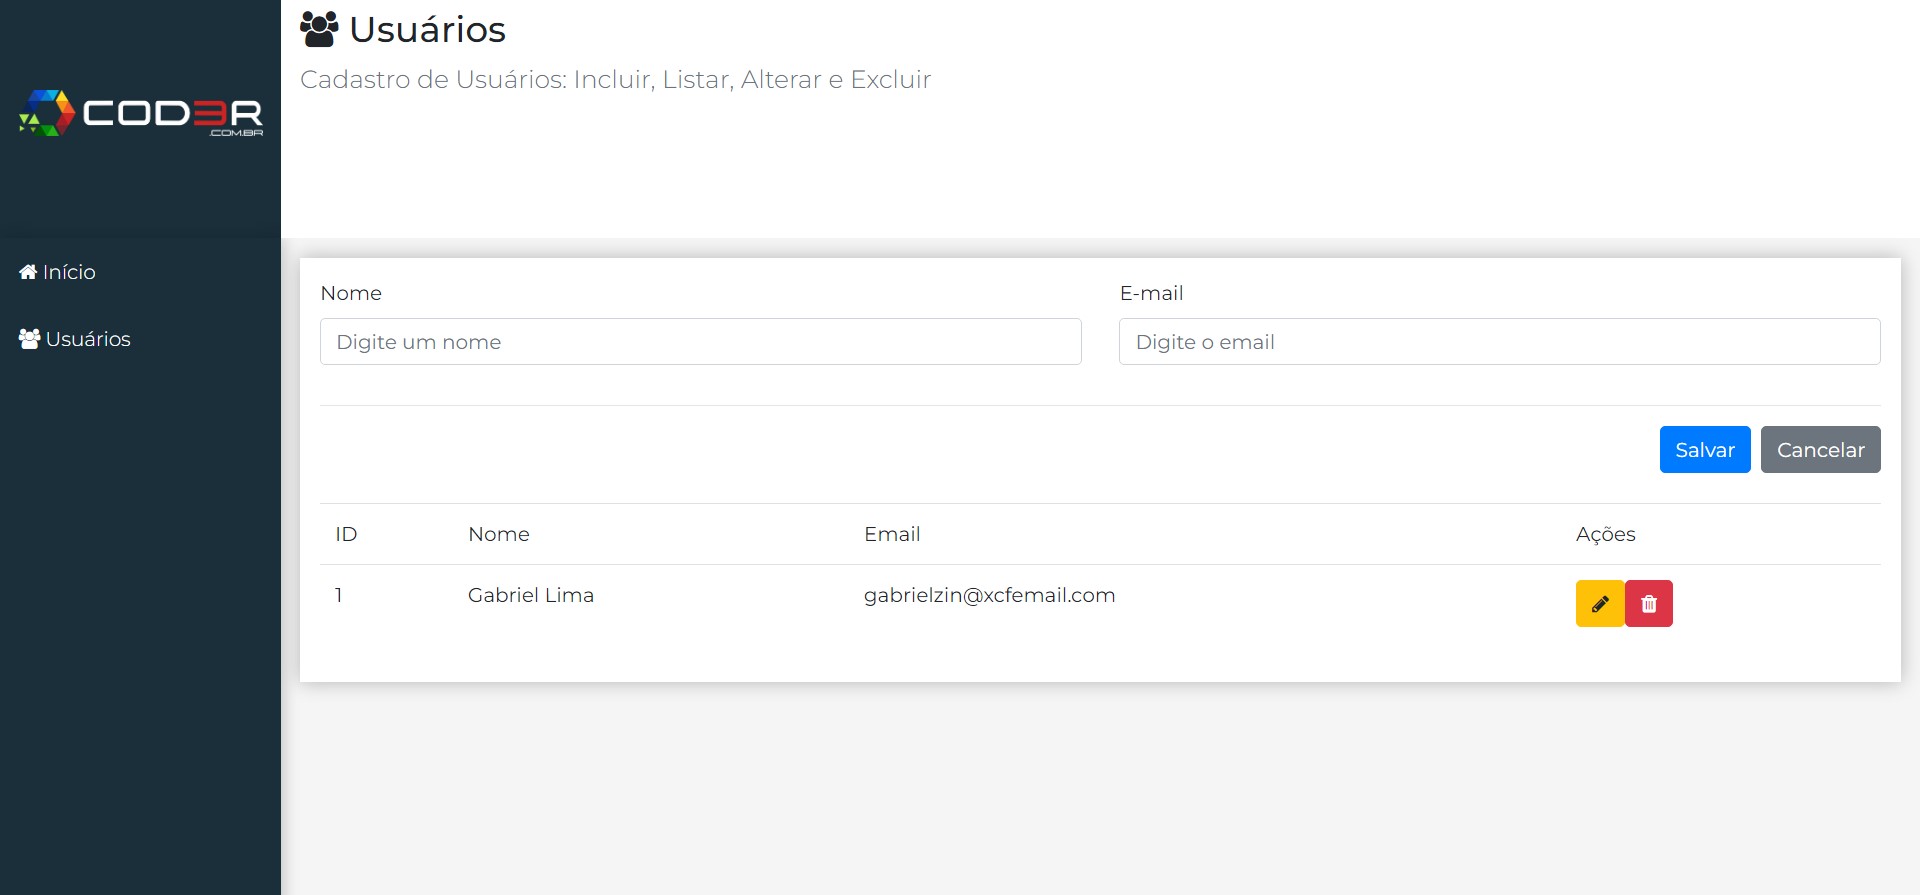 COD3R
.COM.BR
Início
Usuários
Usuários
Cadastro de Usuários: Incluir, Listar, Alterar e Excluir
Nome E-mail
Digite um nome Digite o email
Salvar Cancelar
ID Nome Email Ações
1 Gabriel Lima gabrielzin@xcfemail.com